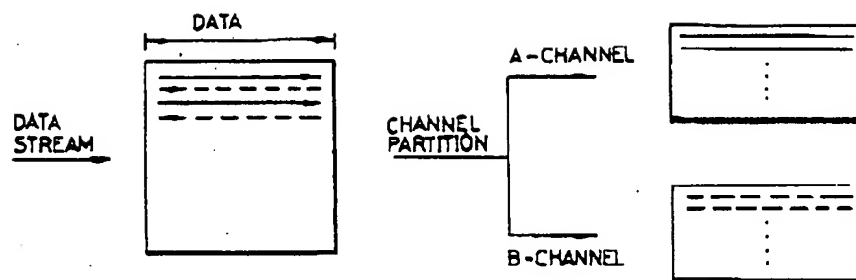 DATA
DATA
STREAM
CHANNEL
PARTITION
A-CHANNEL
B-CHANNEL